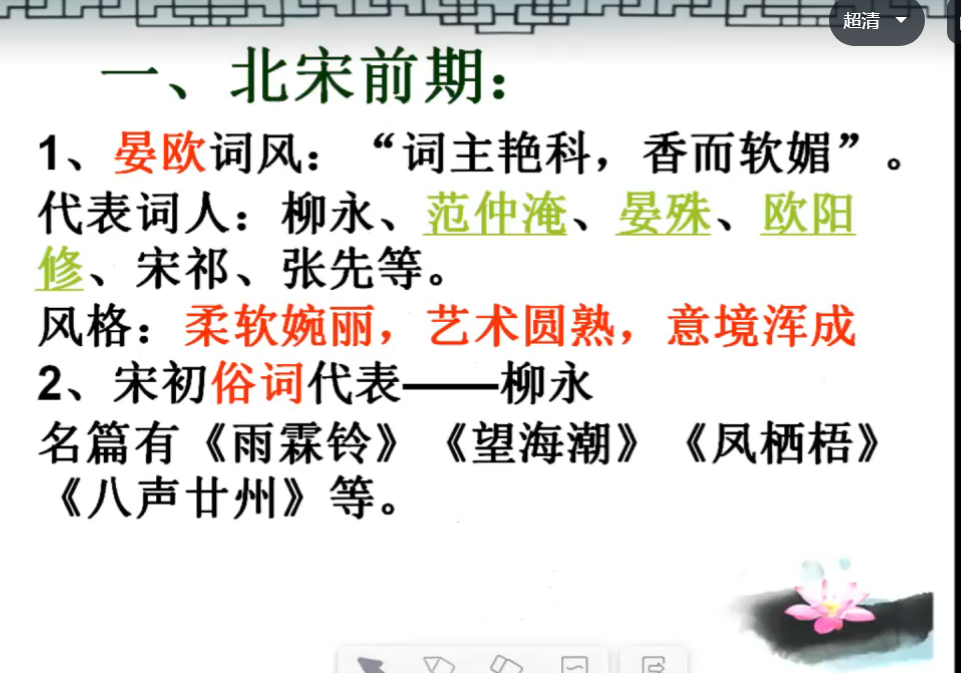 超清
一、北宋前期：
1、晏欧词风：“词主艳科，香而软媚”。
代表词人：柳永、范仲淹、晏殊、欧阳
修、宋祁、张先等。
风格：柔软婉丽，艺术圆熟，意境浑成
2、宋初俗词代表——柳永
名篇有《雨霖铃》《望海潮》《凤栖梧》
《八声廿州》等。